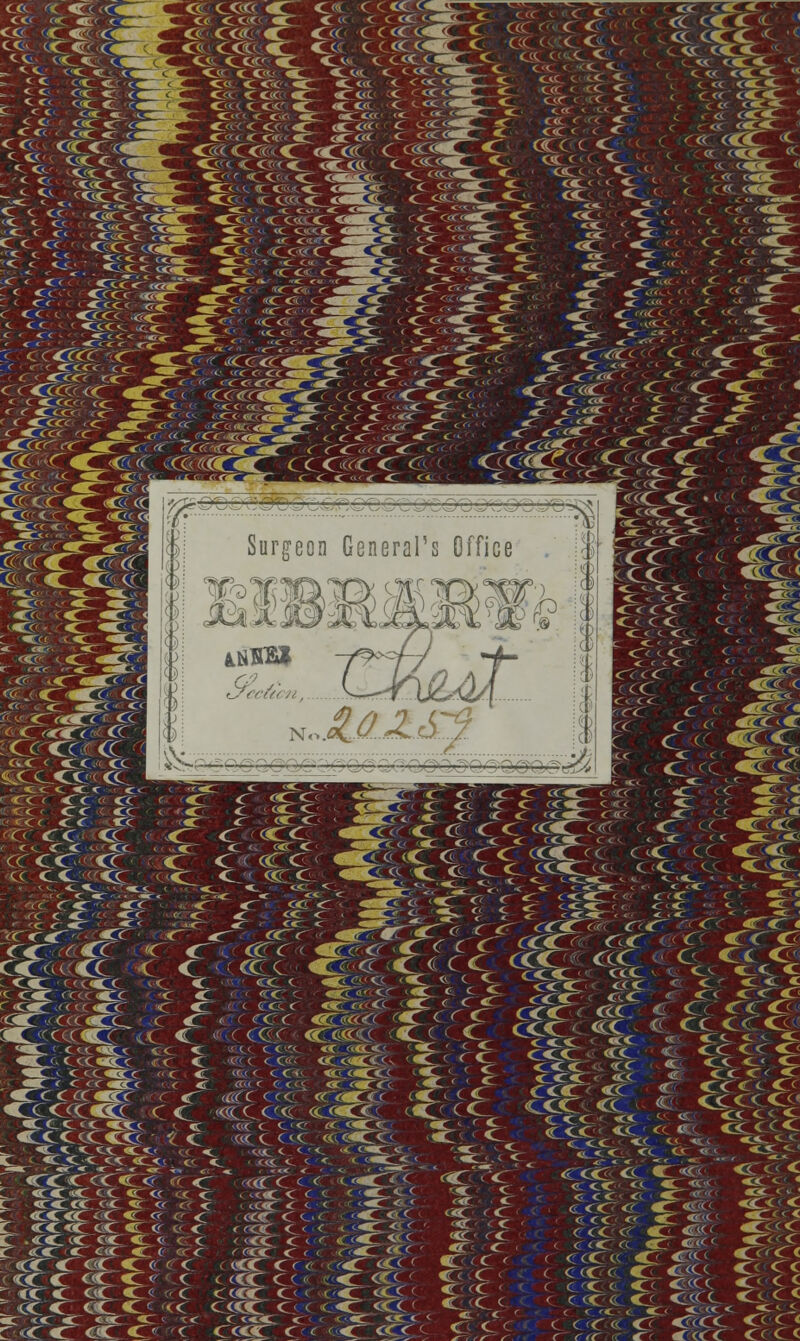 Surgeon General's Office
LIBRARY.
ANNEX
Section, Chest
No. 20259